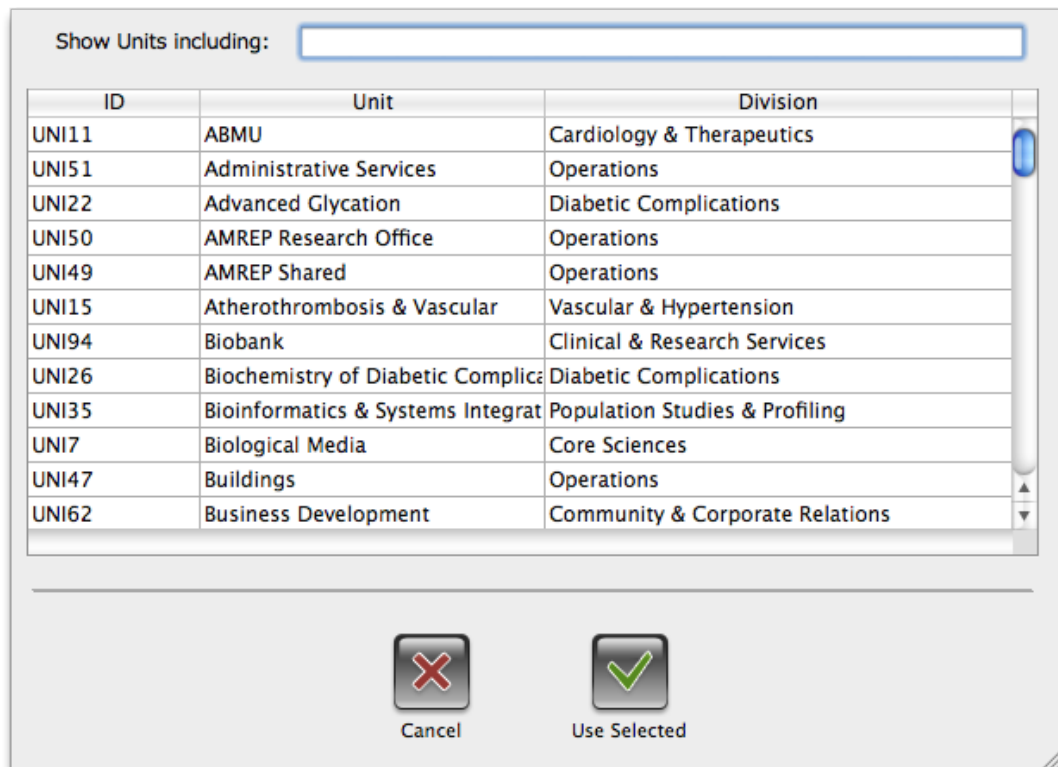 Show Units including:
ID Unit Division
UNI11 ABMU Cardiology & Therapeutics
UNI51 Administrative Services Operations
UNI22 Advanced Glycation Diabetic Complications
UNI50 AMREP Research Office Operations
UNI49 AMREP Shared Operations
UNI15 Atherothrombosis & Vascular Vascular & Hypertension
UNI94 Biobank Clinical & Research Services
UNI26 Biochemistry of Diabetic Complica Diabetic Complications
UNI35 Bioinformatics & Systems Integrat Population Studies & Profiling
UNI7 Biological Media Core Sciences
UNI47 Buildings Operations
UNI62 Business Development Community & Corporate Relations
Cancel Use Selected